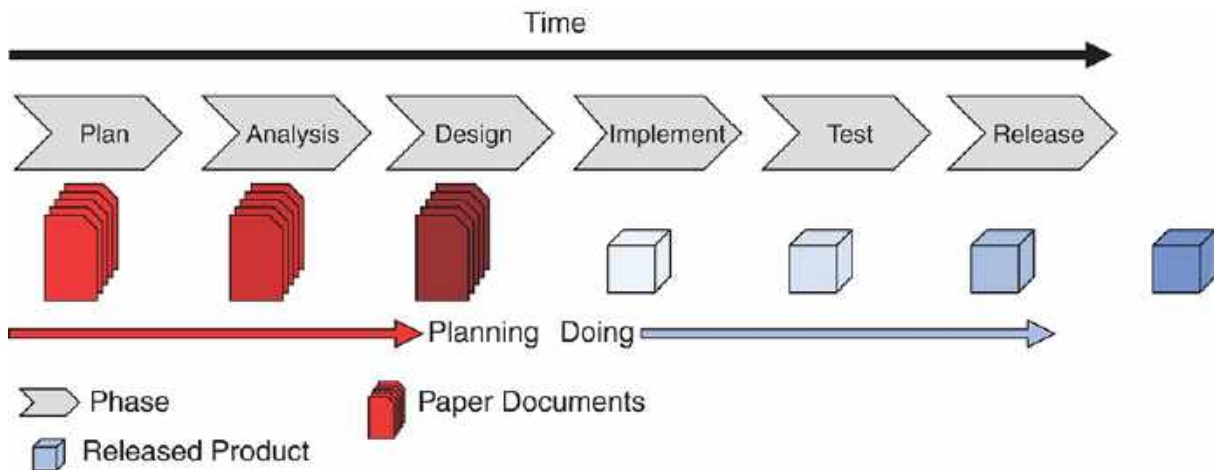 Time
Plan Analysis Design Implement Test Release
Planning Doing
Phase Paper Documents
Released Product